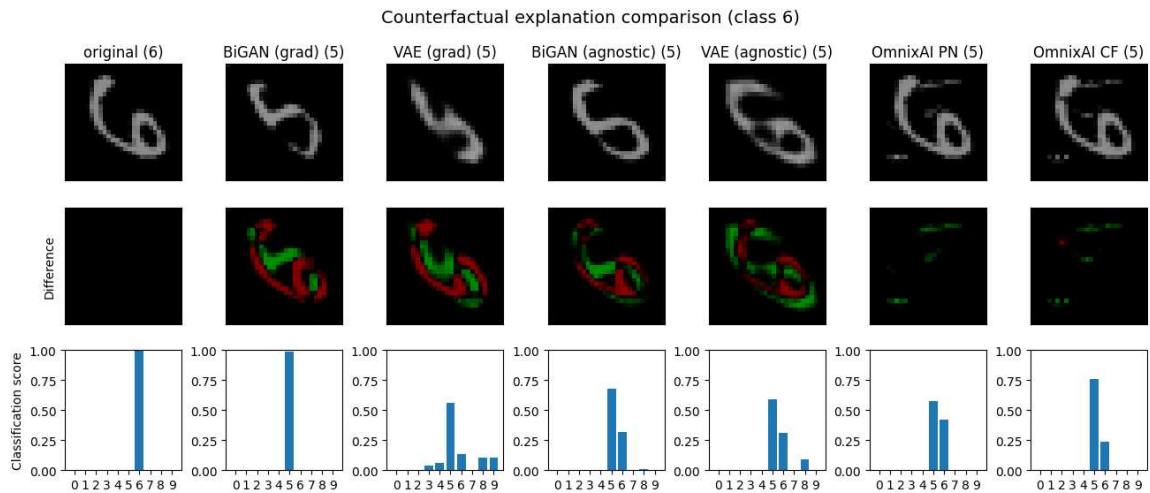 Counterfactual explanation comparison (class 6)
original (6) BiGAN (grad) (5) VAE (grad) (5) BiGAN (agnostic) (5) VAE (agnostic) (5) OmnixAI PN (5) OmnixAI CF (5)
Difference
Classification score
1.00 1.00 1.00 1.00 1.00 1.00 1.00
0.75 0.75 0.75 0.75 0.75 0.75 0.75
0.50 0.50 0.50 0.50 0.50 0.50 0.50
0.25 0.25 0.25 0.25 0.25 0.25 0.25
0.00 0.00 0.00 0.00 0.00 0.00 0.00
0 1 2 3 4 5 6 7 8 9 0 1 2 3 4 5 6 7 8 9 0 1 2 3 4 5 6 7 8 9 0 1 2 3 4 5 6 7 8 9 0 1 2 3 4 5 6 7 8 9 0 1 2 3 4 5 6 7 8 9 0 1 2 3 4 5 6 7 8 9